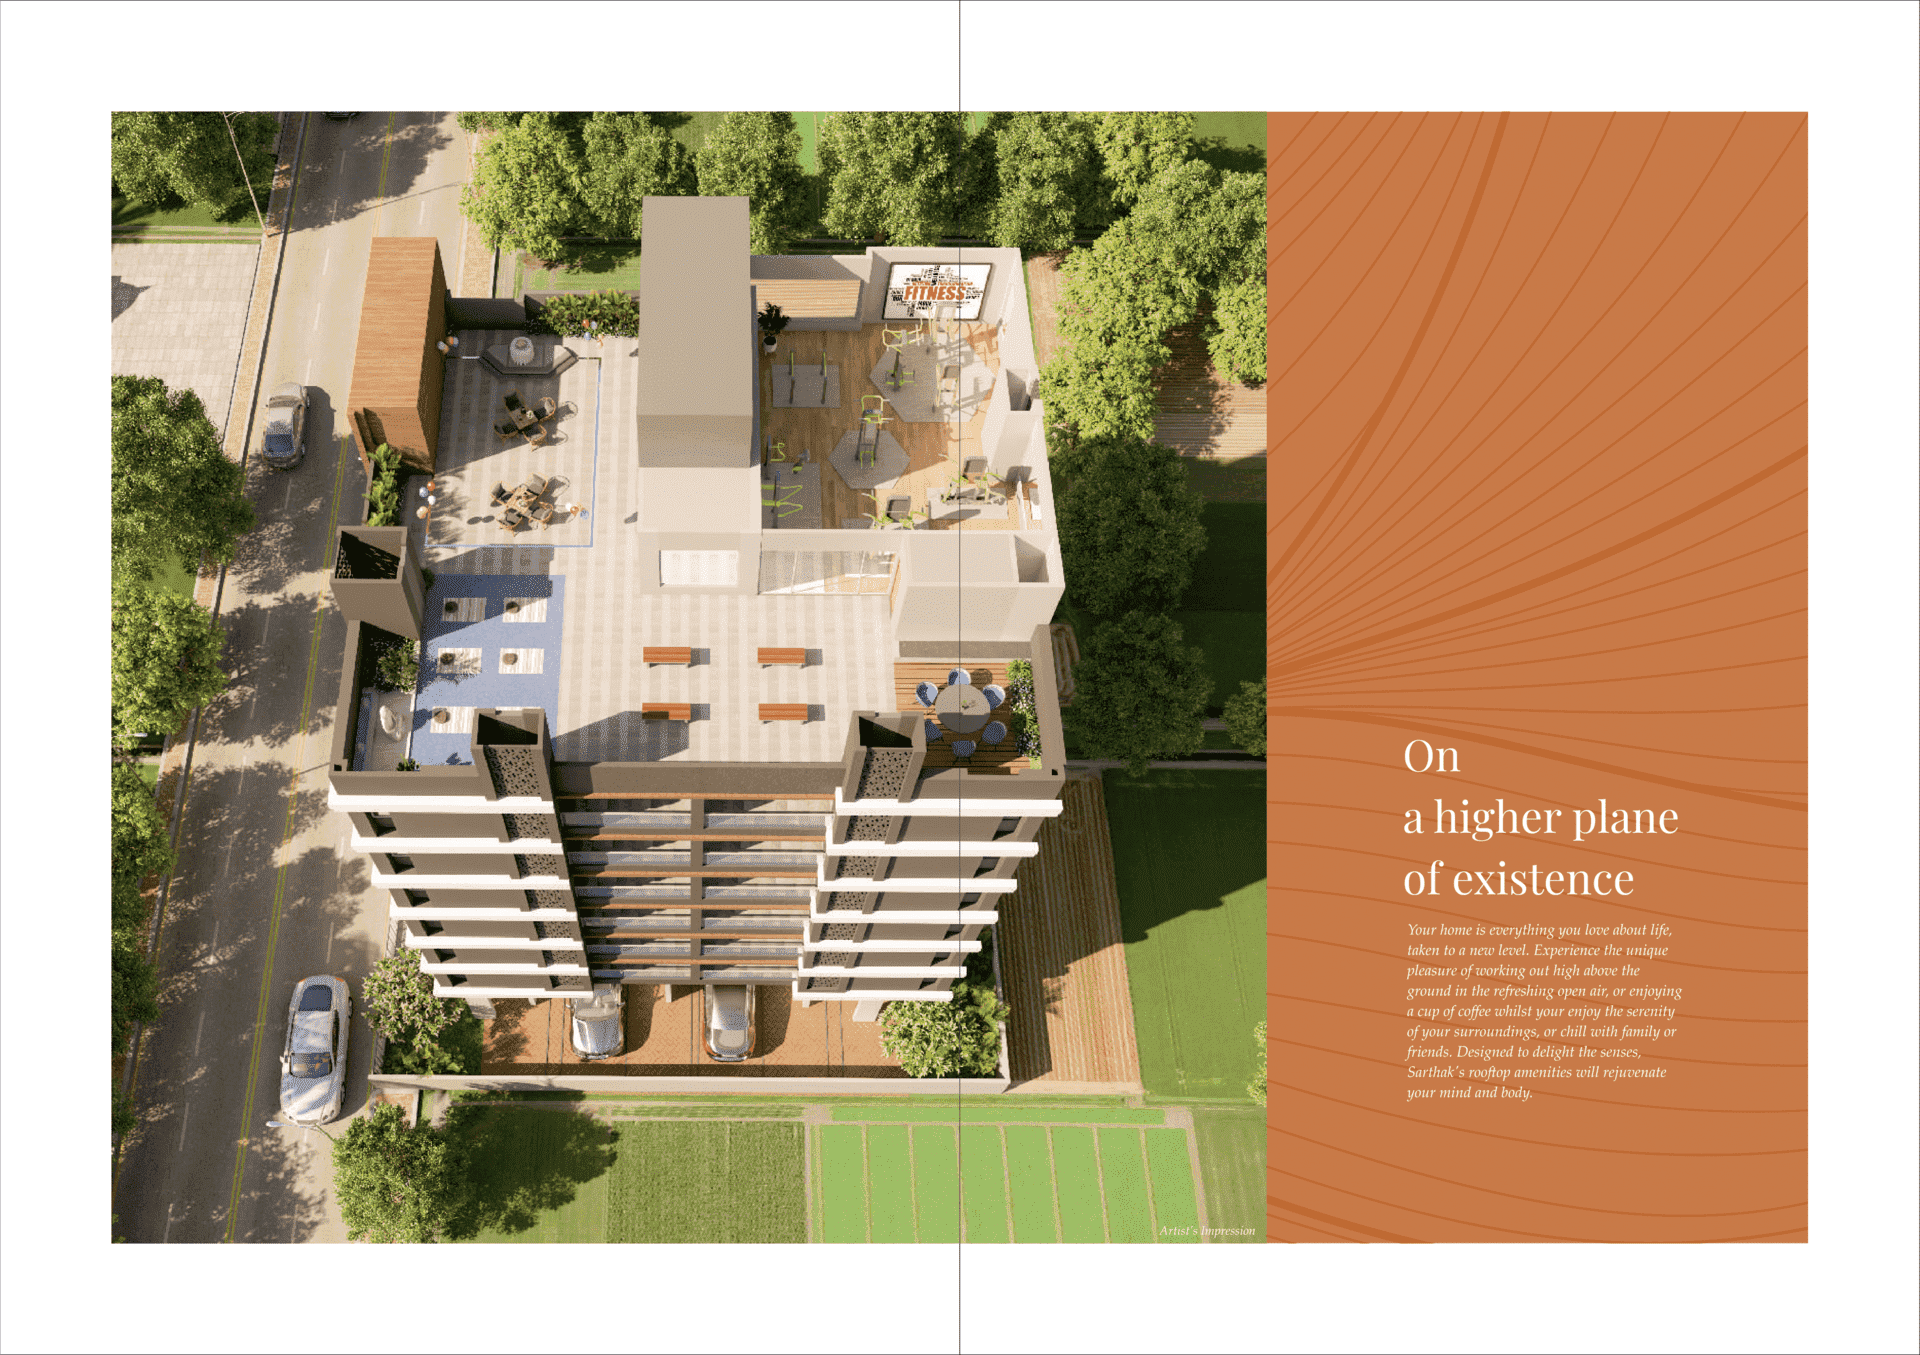 FITNESS
Artist's Impression
On
a higher plane
of existence
Your home is everything you love about life,
taken to a new level. Experience the unique
pleasure of working out high above the
ground in the refreshing open air, or enjoying
a cup of coffee whilst your enjoy the serenity
of your surroundings, or chill with family or
friends. Designed to delight the senses,
Sarthak's rooftop amenities will rejuvenate
your mind and body.